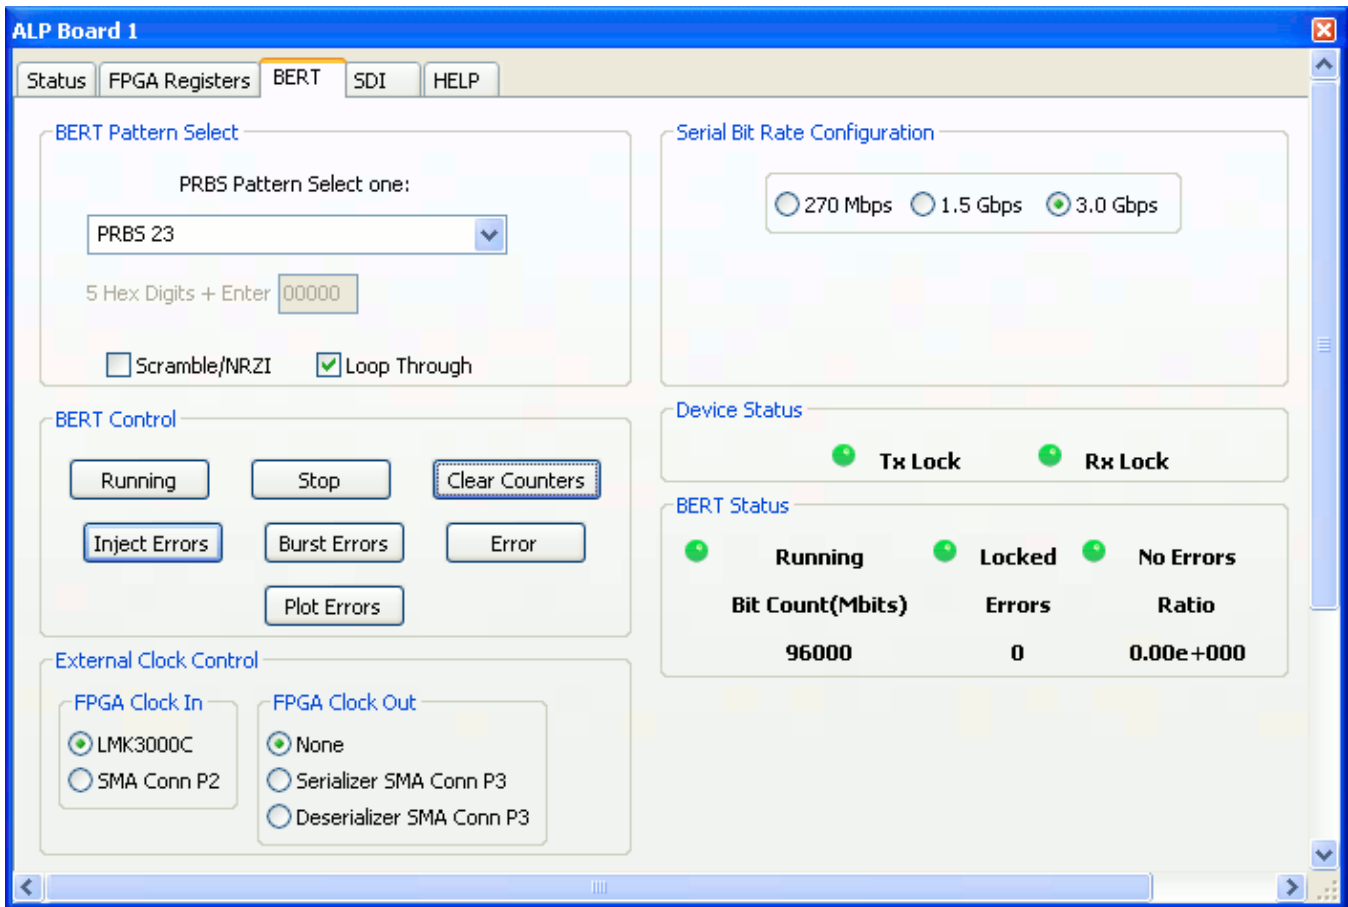 ALP Board 1
Status FPGA Registers BERT SDI HELP
BERT Pattern Select
PRBS Pattern Select one:
PRBS 23
5 Hex Digits + Enter 00000
Scramble/NRZI Loop Through
Serial Bit Rate Configuration
270 Mbps 1.5 Gbps 3.0 Gbps
BERT Control
Running Stop Clear Counters
Inject Errors Burst Errors Error
Plot Errors
Device Status
Tx Lock Rx Lock
BERT Status
Running Locked No Errors
Bit Count(Mbits) Errors Ratio
96000 0 0.00e+000
External Clock Control
FPGA Clock In
LMK3000C
SMA Conn P2
FPGA Clock Out
None
Serializer SMA Conn P3
Deserializer SMA Conn P3